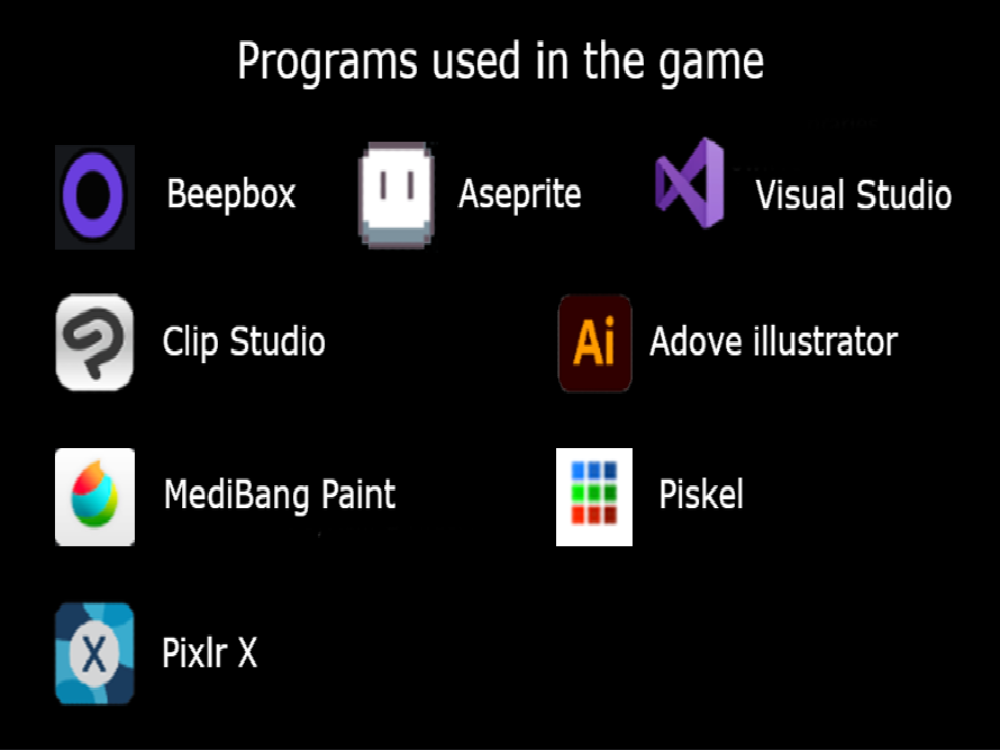 Programs used in the game
Beepbox
Aseprite
Visual Studio
Clip Studio
Ai
Adove illustrator
MediBang Paint
Piskel
X
Pixlr X